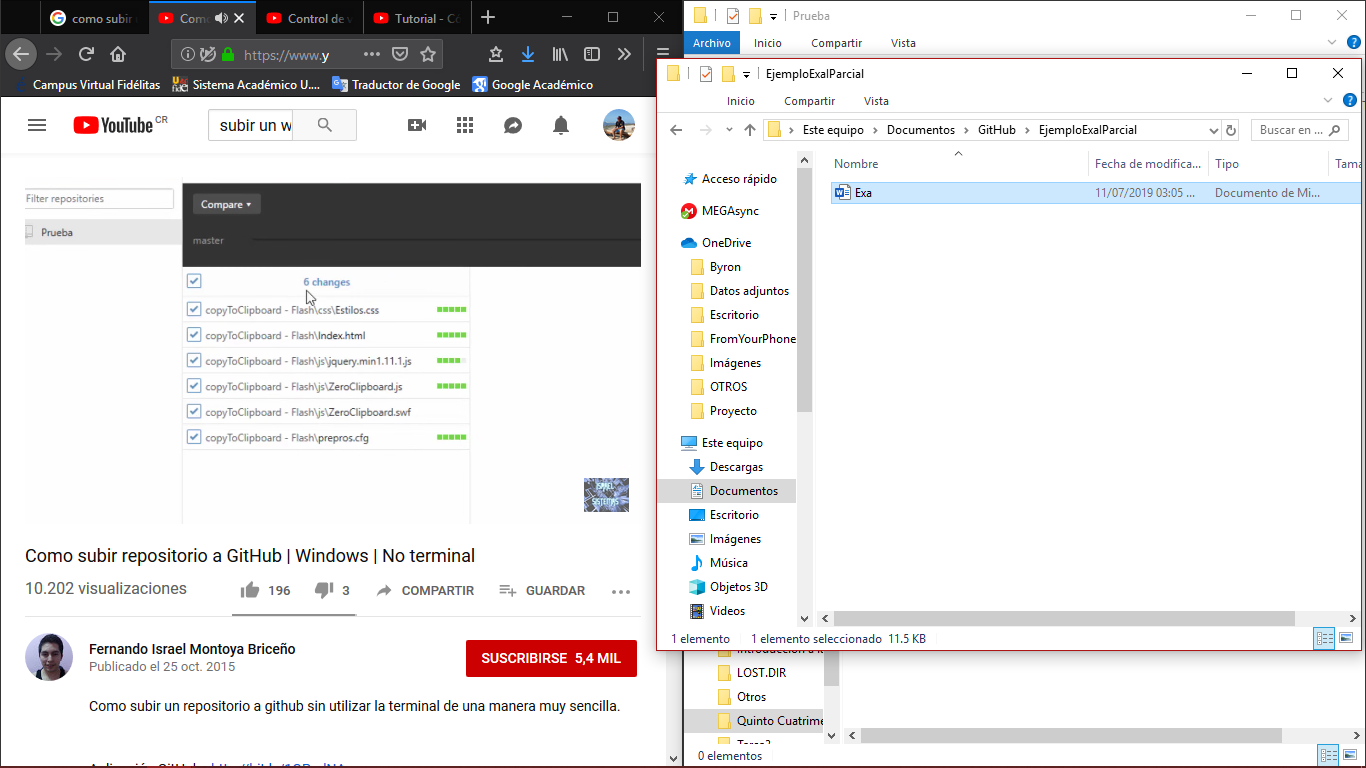 como subir
Como
Control de v
Tutorial - Có
https://www.y
Campus Virtual Fidélitas
Sistema Académico U....
Traductor de Google
Google Académico
YouTube CR
subir un w
Filter repositories
Prueba
Compare
master
6 changes
copyToClipboard - Flash\css\Estilos.css
copyToClipboard - Flash\Index.html
copyToClipboard - Flash\js\jquery.min1.11.1.js
copyToClipboard - Flash\js\ZeroClipboard.js
copyToClipboard - Flash\js\ZeroClipboard.swf
copyToClipboard - Flash\prepros.cfg
ISRAEL
SISTEMAS
Como subir repositorio a GitHub | Windows | No terminal
10.202 visualizaciones
196
3
COMPARTIR
GUARDAR
Fernando Israel Montoya Briceño
Publicado el 25 oct. 2015
SUSCRIBIRSE 5,4 MIL
Como subir un repositorio a github sin utilizar la terminal de una manera muy sencilla.
Prueba
Archivo
Inicio
Compartir
Vista
EjemploExaIParcial
Inicio
Compartir
Vista
Este equipo
Documentos
GitHub
EjemploExaIParcial
Buscar en ...
Acceso rápido
MEGAsync
OneDrive
Byron
Datos adjuntos
Escritorio
FromYourPhone
Imágenes
OTROS
Proyecto
Este equipo
Descargas
Documentos
Escritorio
Imágenes
Música
Objetos 3D
Videos
Nombre
Fecha de modifica...
Tipo
Tama
Exa
11/07/2019 03:05 ...
Documento de Mi...
1 elemento
1 elemento seleccionado 11.5 KB
LOST.DIR
Otros
Quinto Cuatrime
0 elementos